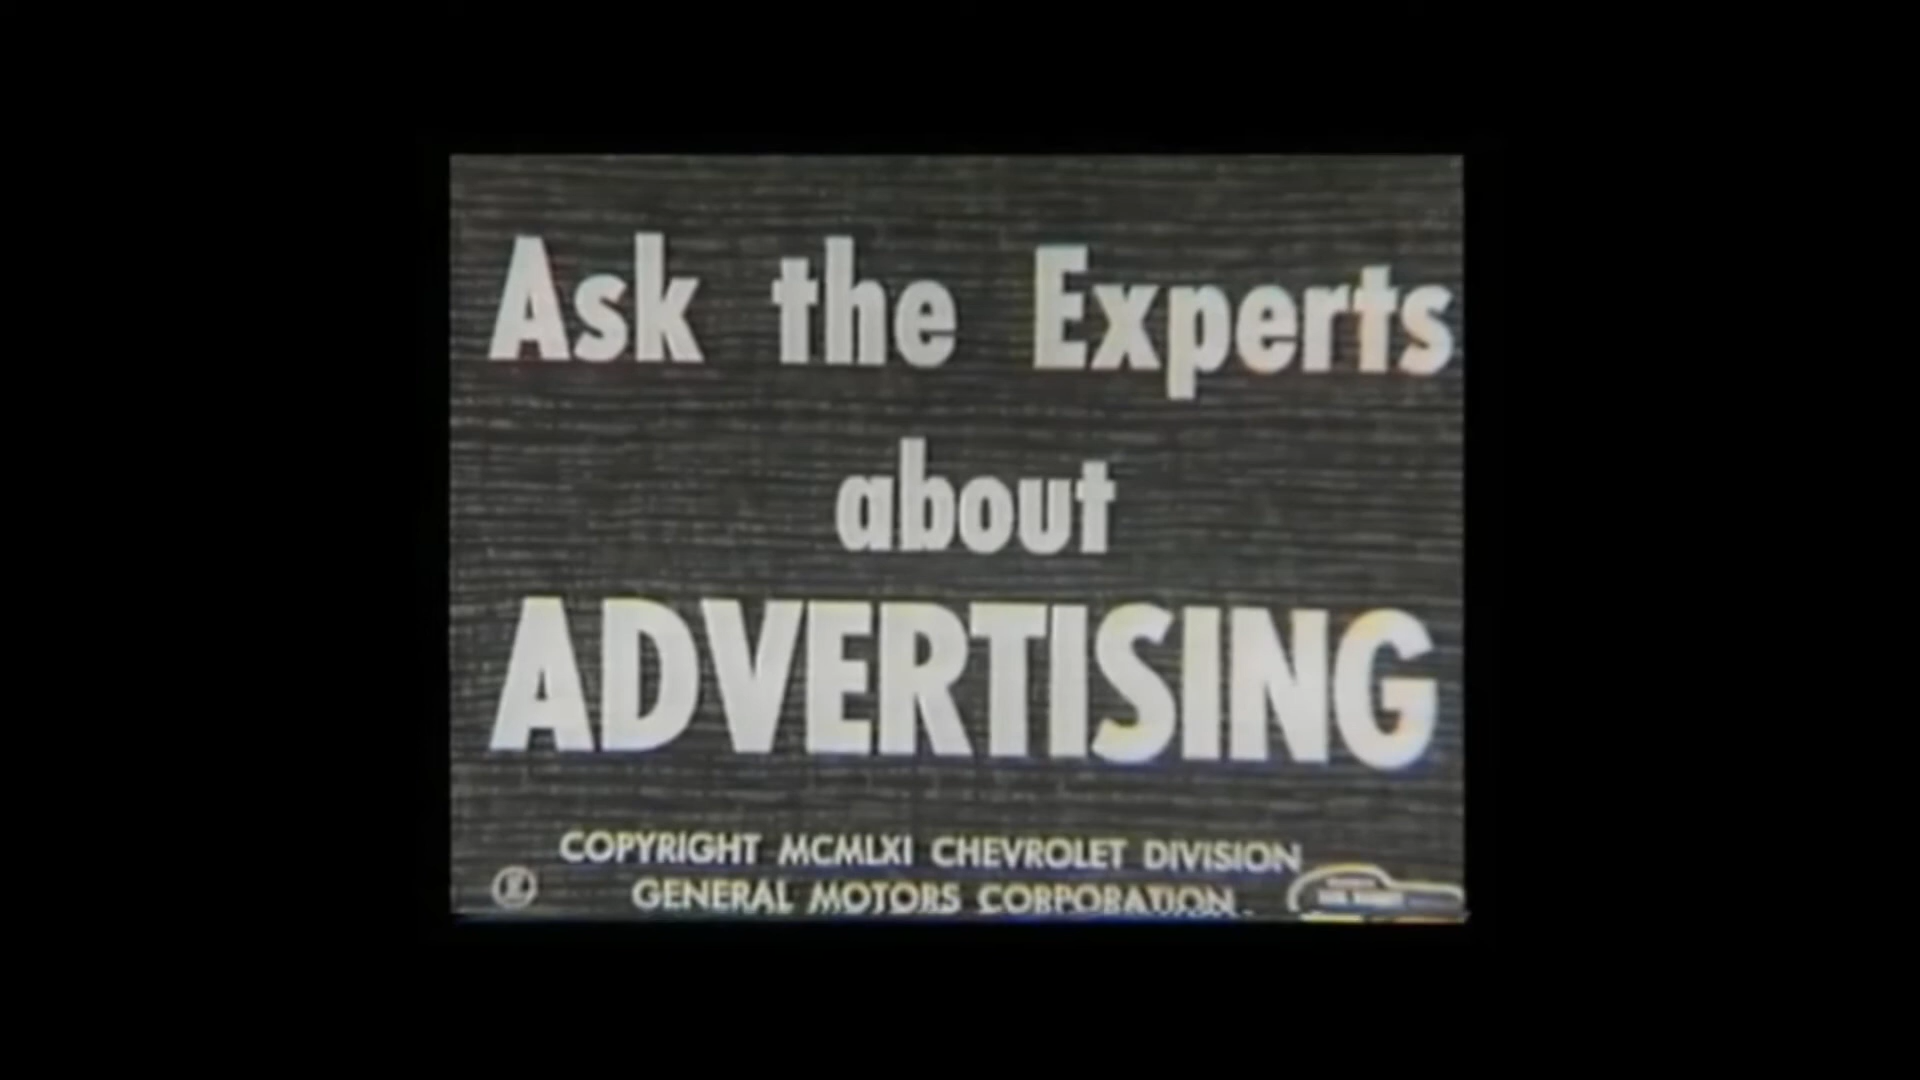 Ask the Experts
about
ADVERTISING
COPYRIGHT MCMLXI CHEVROLET DIVISION
GENERAL MOTORS CORPORATION